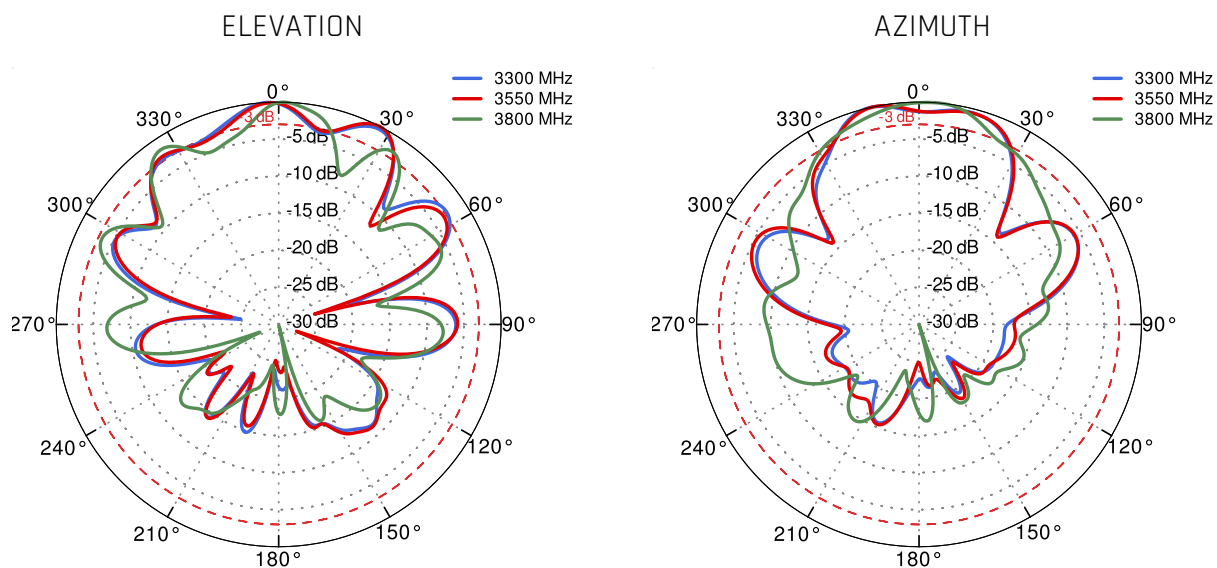 ELEVATION
3300 MHz
3550 MHz
3800 MHz
0°
-3 dB
330°
30°
-5 dB
-10 dB
300°
60°
-15 dB
-20 dB
-25 dB
270°
-30 dB
90°
240°
120°
210°
150°
180°
AZIMUTH
3300 MHz
3550 MHz
3800 MHz
0°
-3 dB
330°
30°
-5 dB
-10 dB
300°
60°
-15 dB
-20 dB
-25 dB
270°
-30 dB
90°
240°
120°
210°
150°
180°